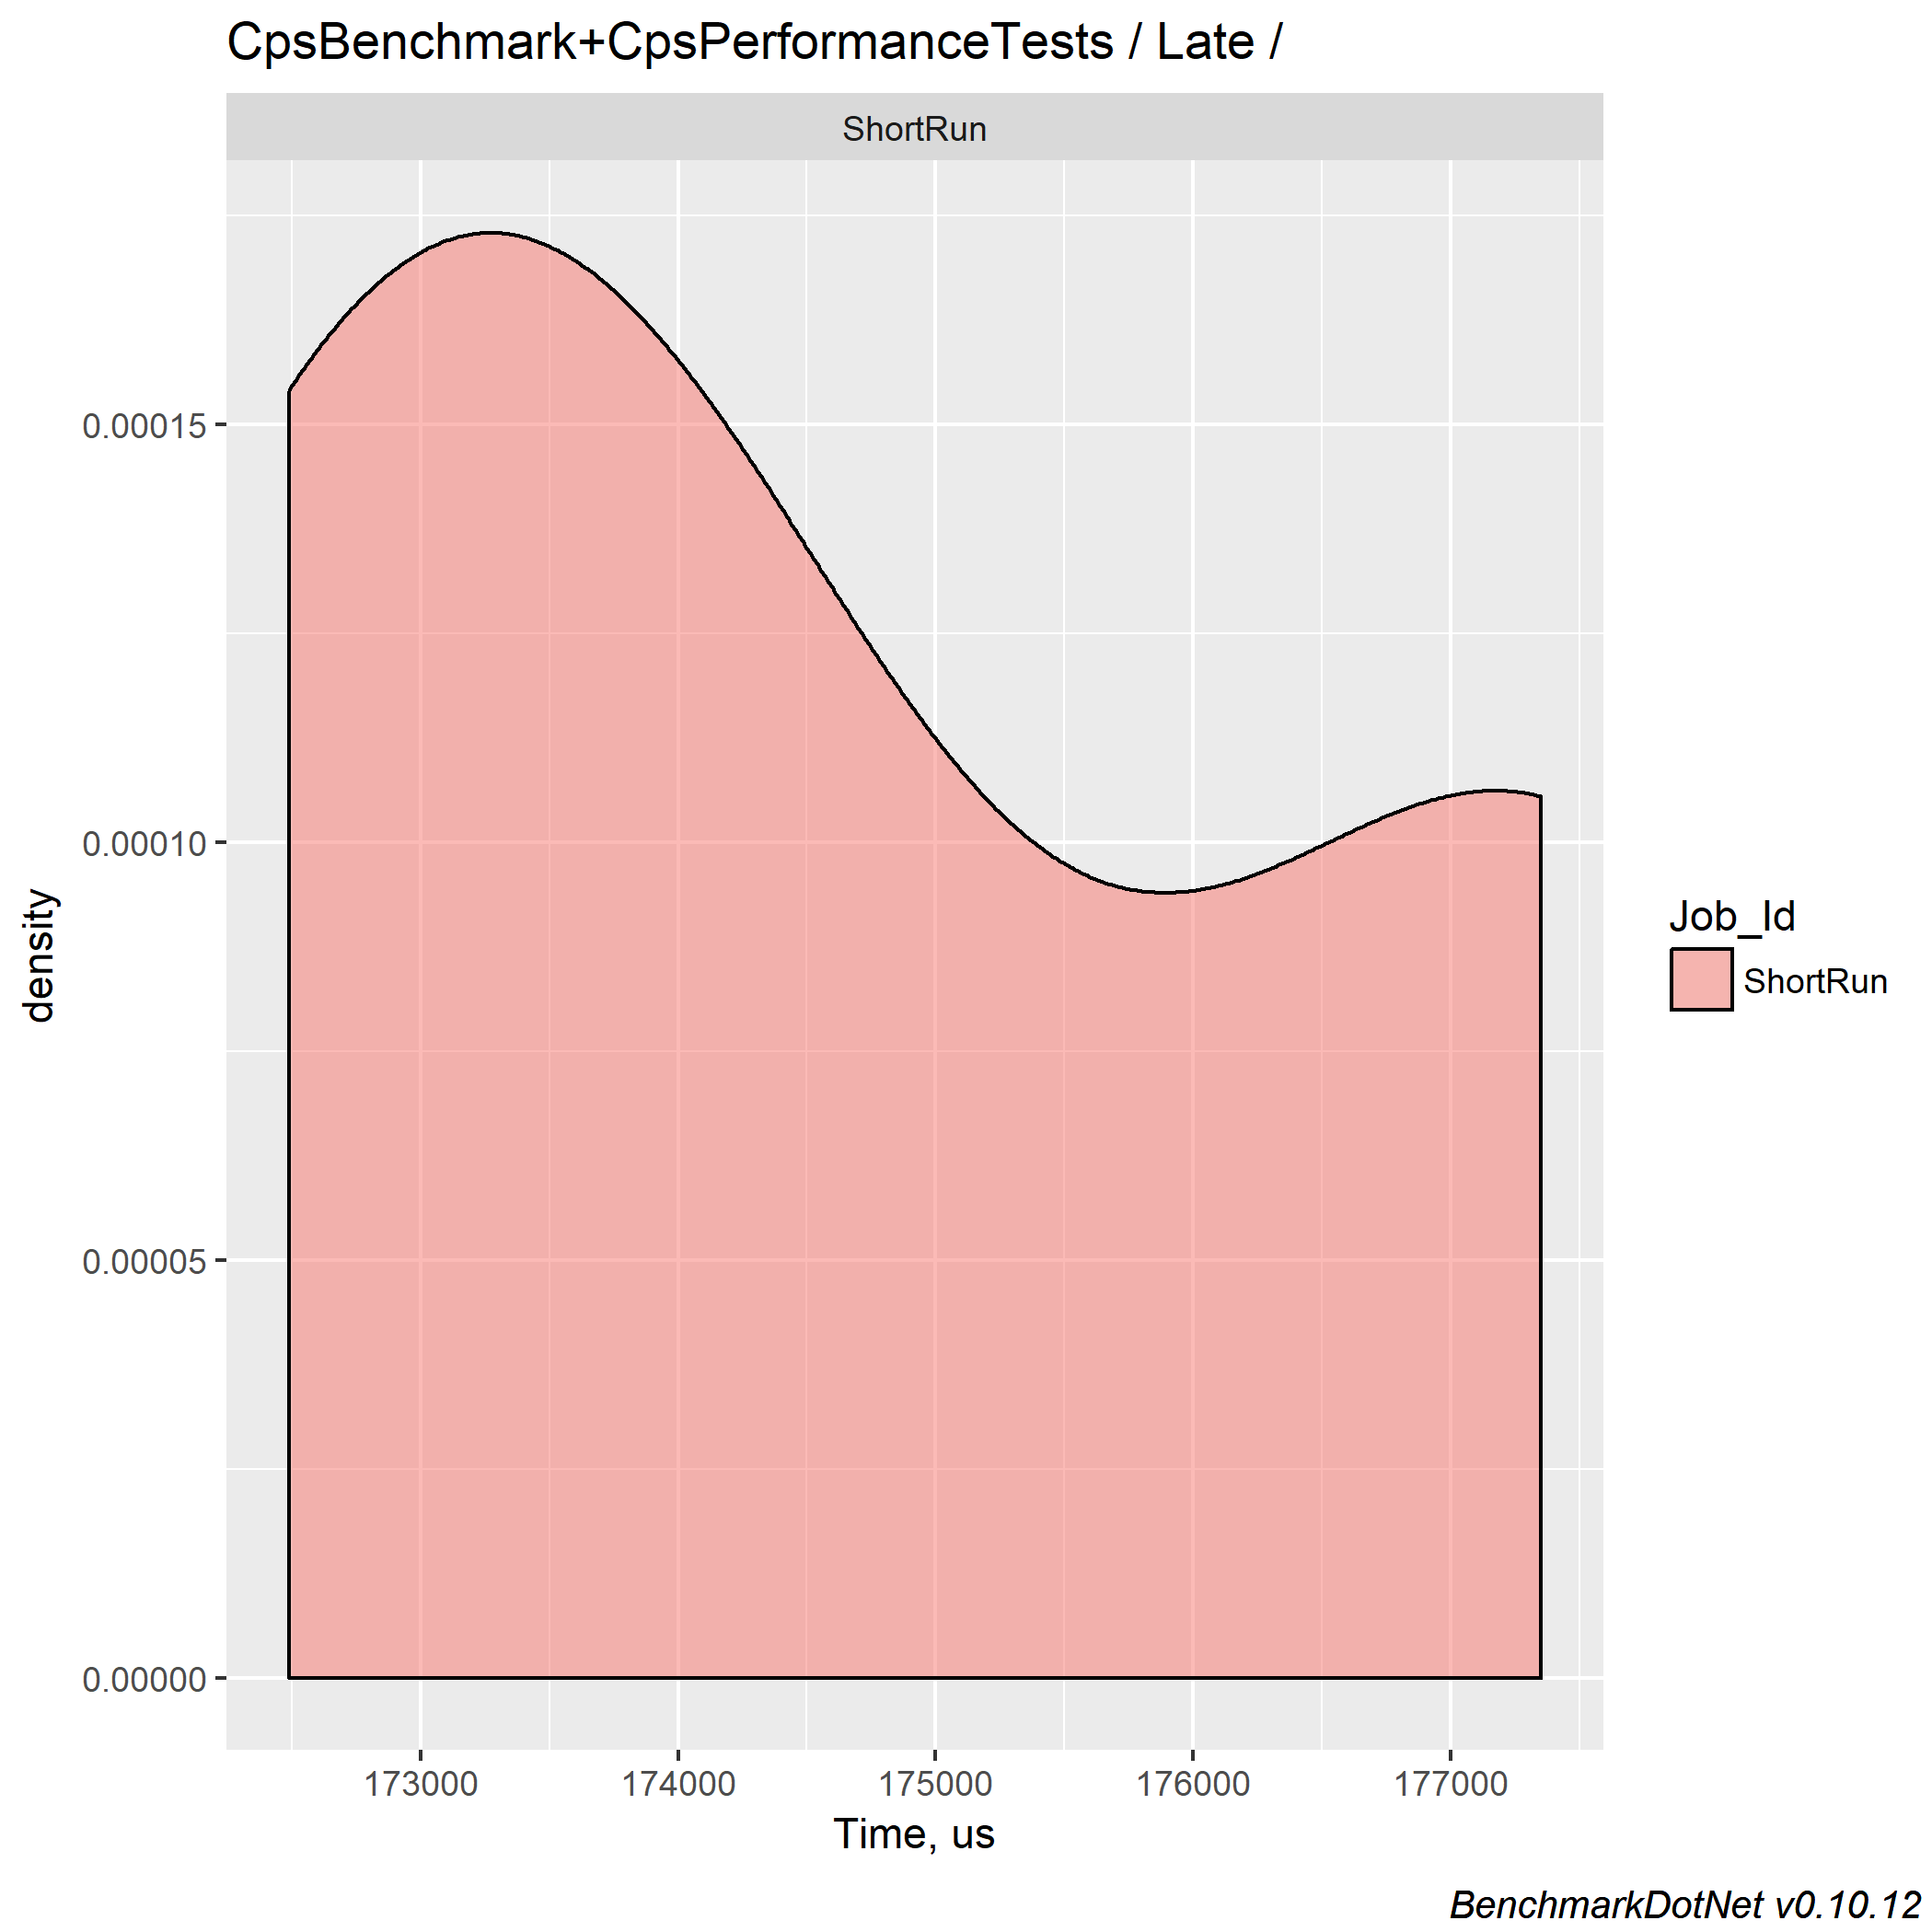 CpsBenchmark+CpsPerformanceTests / Late /
ShortRun
0.00015
0.00010
0.00005
0.00000
density
173000 174000 175000 176000 177000
Time, us
Job_Id
ShortRun
BenchmarkDotNet v0.10.12